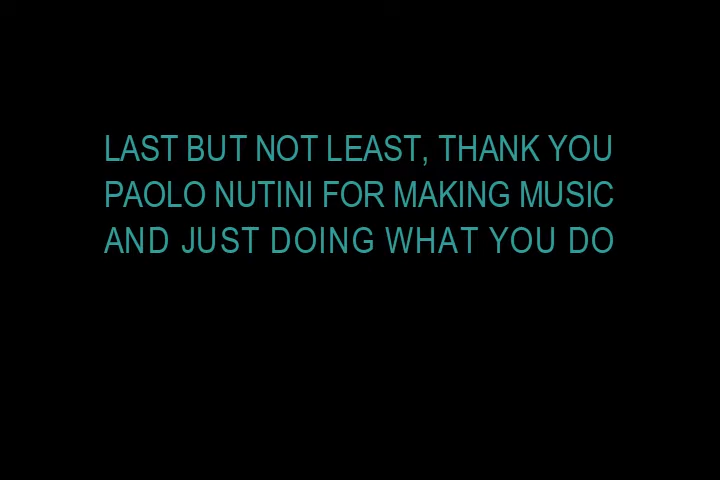 LAST BUT NOT LEAST, THANK YOU
PAOLO NUTINI FOR MAKING MUSIC
AND JUST DOING WHAT YOU DO